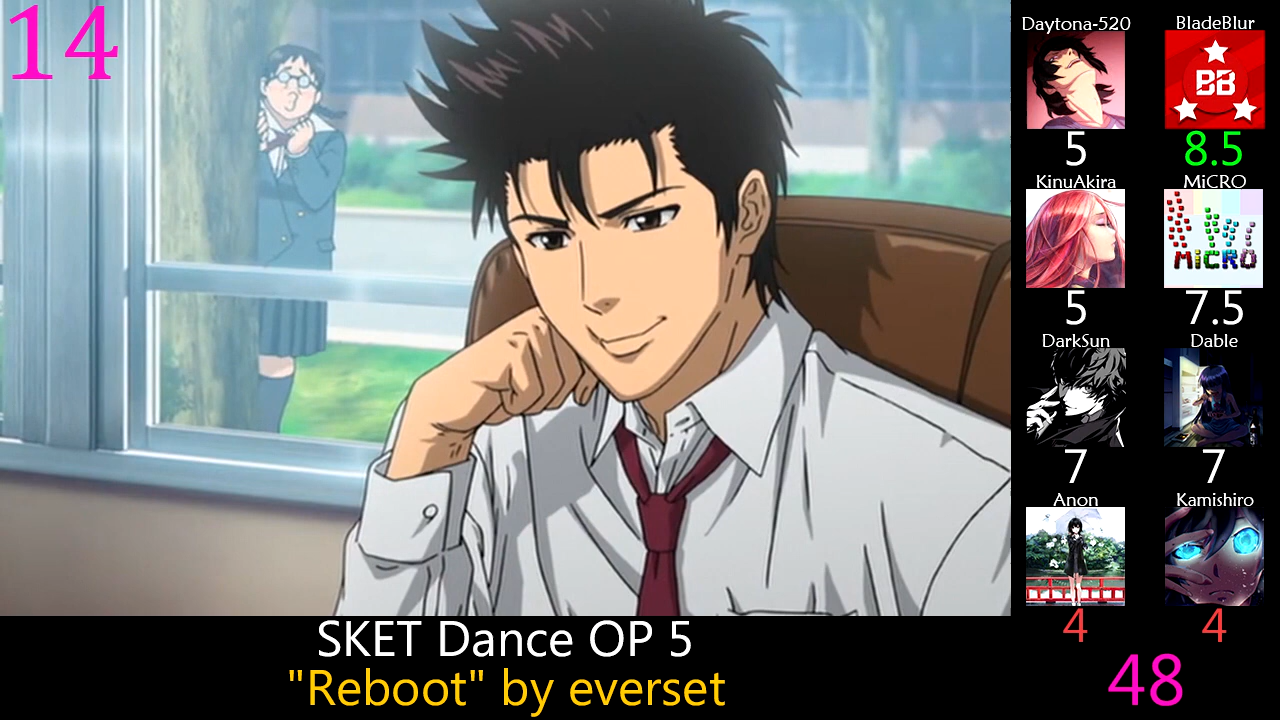 14
Daytona-520
BladeBlur
BB
5
8.5
KinuAkira
MiCRO
MiCRO
5
7.5
DarkSun
Dable
7
7
Anon
Kamishiro
4
4
SKET Dance OP 5
"Reboot" by everset
48